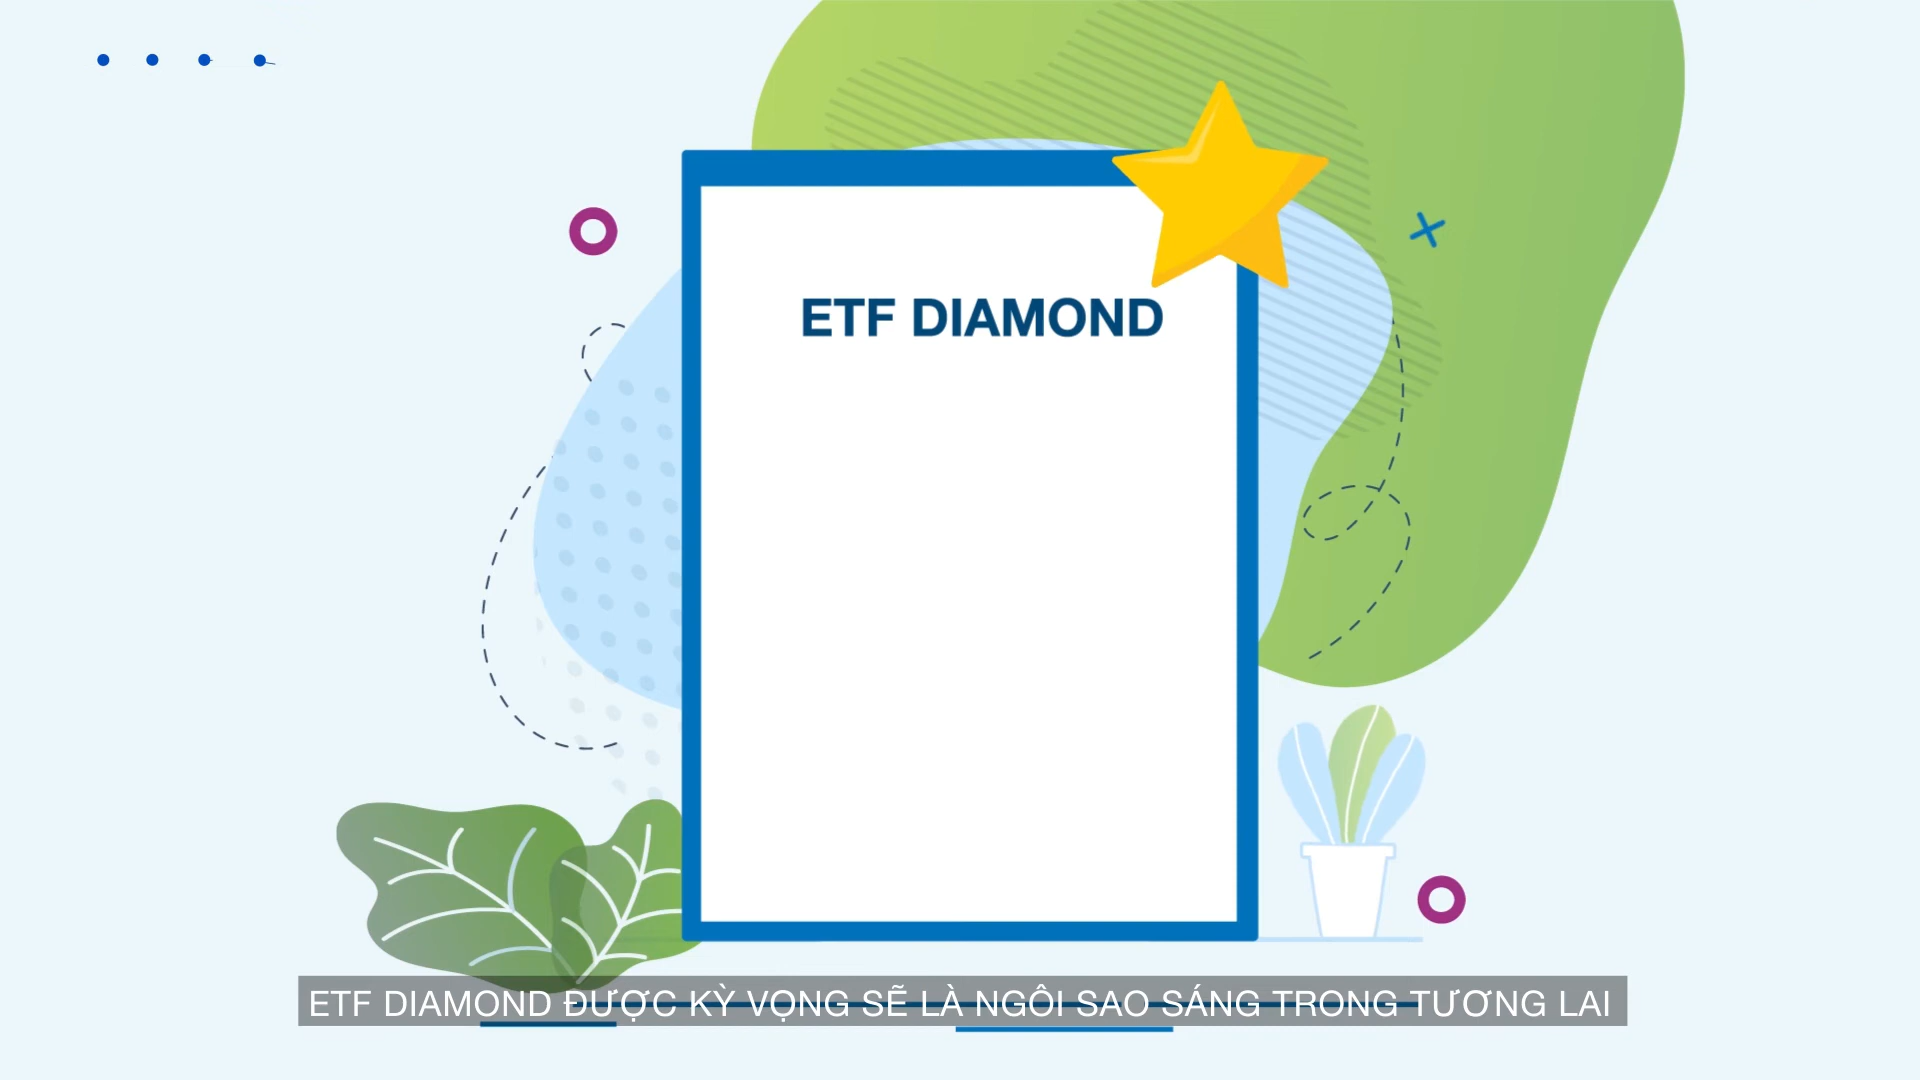 ETF DIAMOND
ETF DIAMOND ĐƯỢC KỲ VỌNG SẼ LÀ NGÔI SAO SÁNG TRONG TƯƠNG LAI